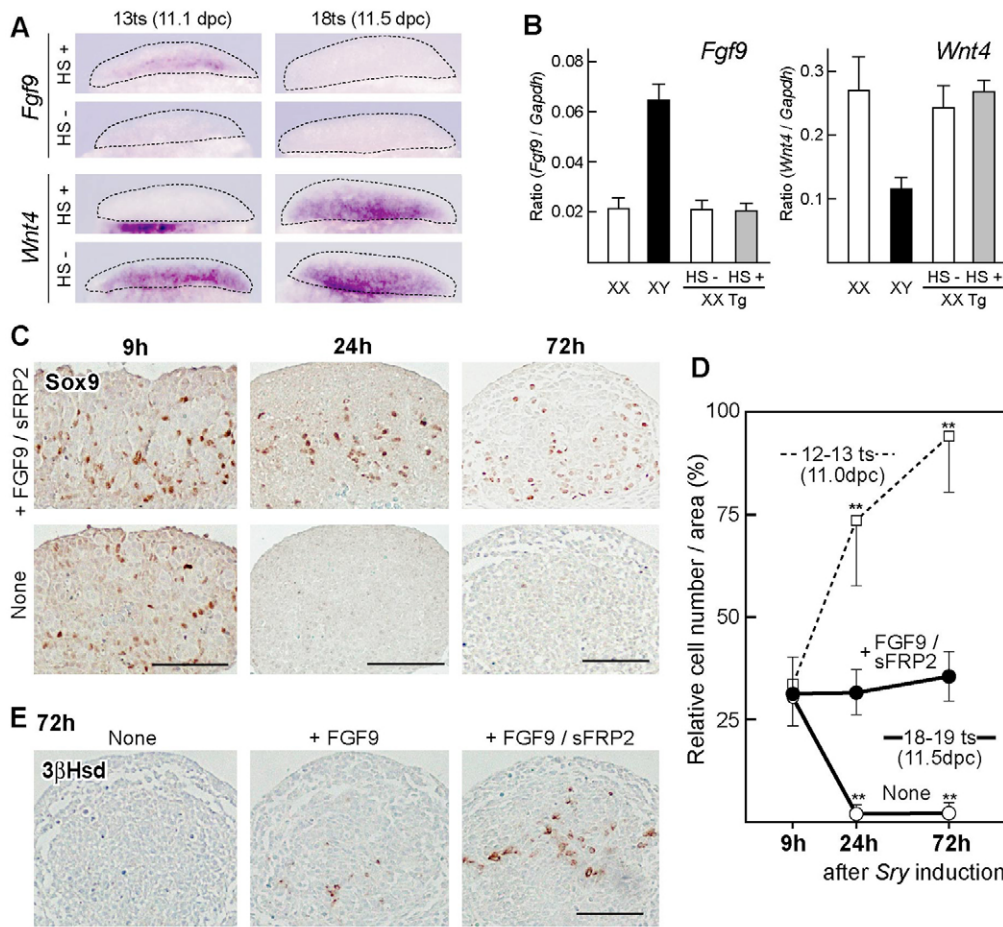 A
13ts (11.1 dpc)
18ts (11.5 dpc)
Fgf9
HS +
HS -
Wnt4
HS +
HS -
B
Fgf9
Ratio (Fgf9 / Gapdh)
0.08
0.06
0.04
0.02
XX
XY
HS -
HS +
XX Tg
Wnt4
Ratio (Wnt4 / Gapdh)
0.3
0.2
0.1
XX
XY
HS -
HS +
XX Tg
C
9h
24h
72h
+ FGF9 / sFRP2
Sox9
None
D
Relative cell number / area (%)
100
75
50
25
12-13 ts
(11.0dpc)
**
**
+ FGF9 /
sFRP2
18-19 ts
(11.5dpc)
None
**
**
9h
24h
72h
after Sry induction
E
72h
None
+ FGF9
+ FGF9 / sFRP2
3βHsd